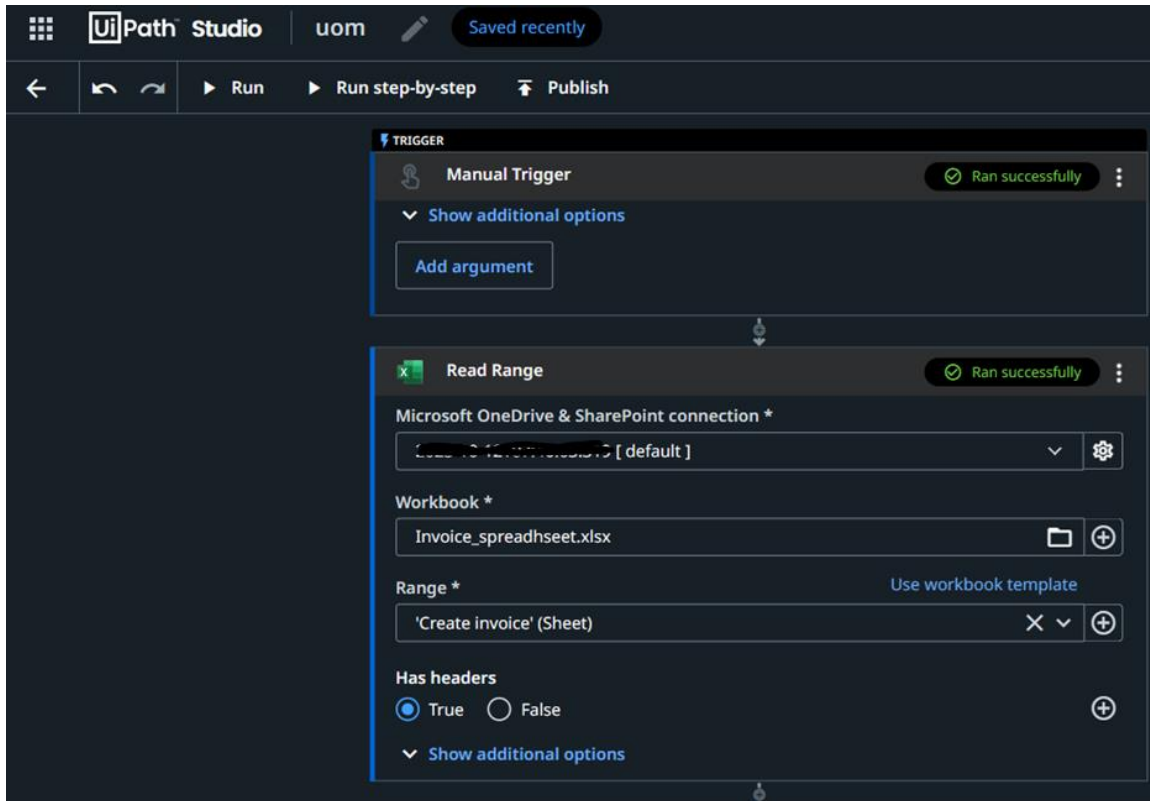 UiPath Studio uom Saved recently
Run Run step-by-step Publish
TRIGGER
Manual Trigger Ran successfully
Show additional options
Add argument
Read Range Ran successfully
Microsoft OneDrive & SharePoint connection *
[ default ]
Workbook *
Invoice_spreadhseet.xlsx
Range * Use workbook template
'Create invoice' (Sheet)
Has headers
True False
Show additional options